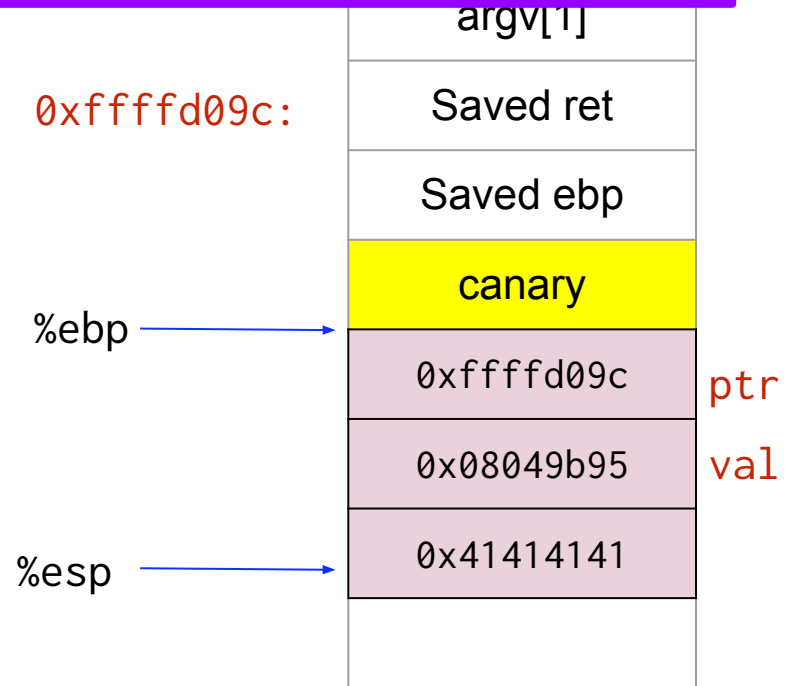 argv[1]
0xffffd09c:
Saved ret
Saved ebp
canary
%ebp
0xffffd09c
ptr
0x08049b95
val
0x41414141
%esp